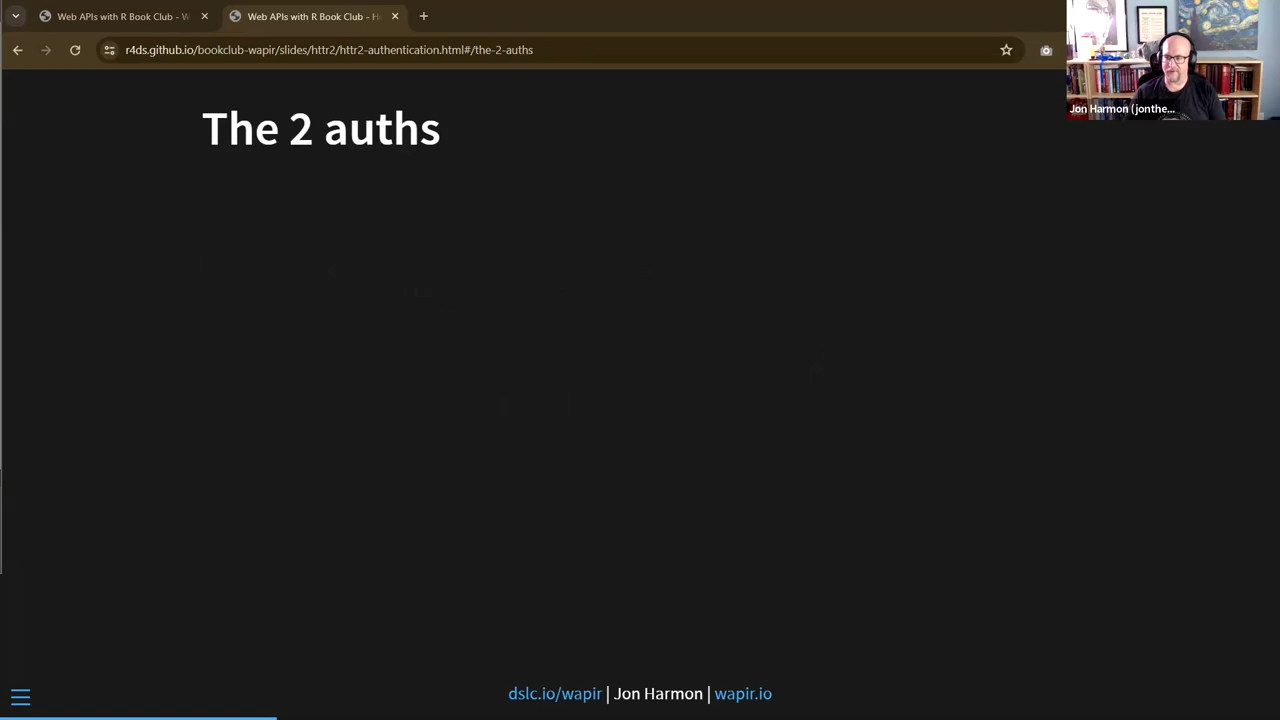 Web APIs with R Book Club - W
Web APIs with R Book Club - H
r4ds.github.io/bookclub-wapir/slides/httr2/httr2-authentication.html#/the-2-auths
Jon Harmon (jonthe...
The 2 auths
dslc.io/wapir | Jon Harmon | wapir.io